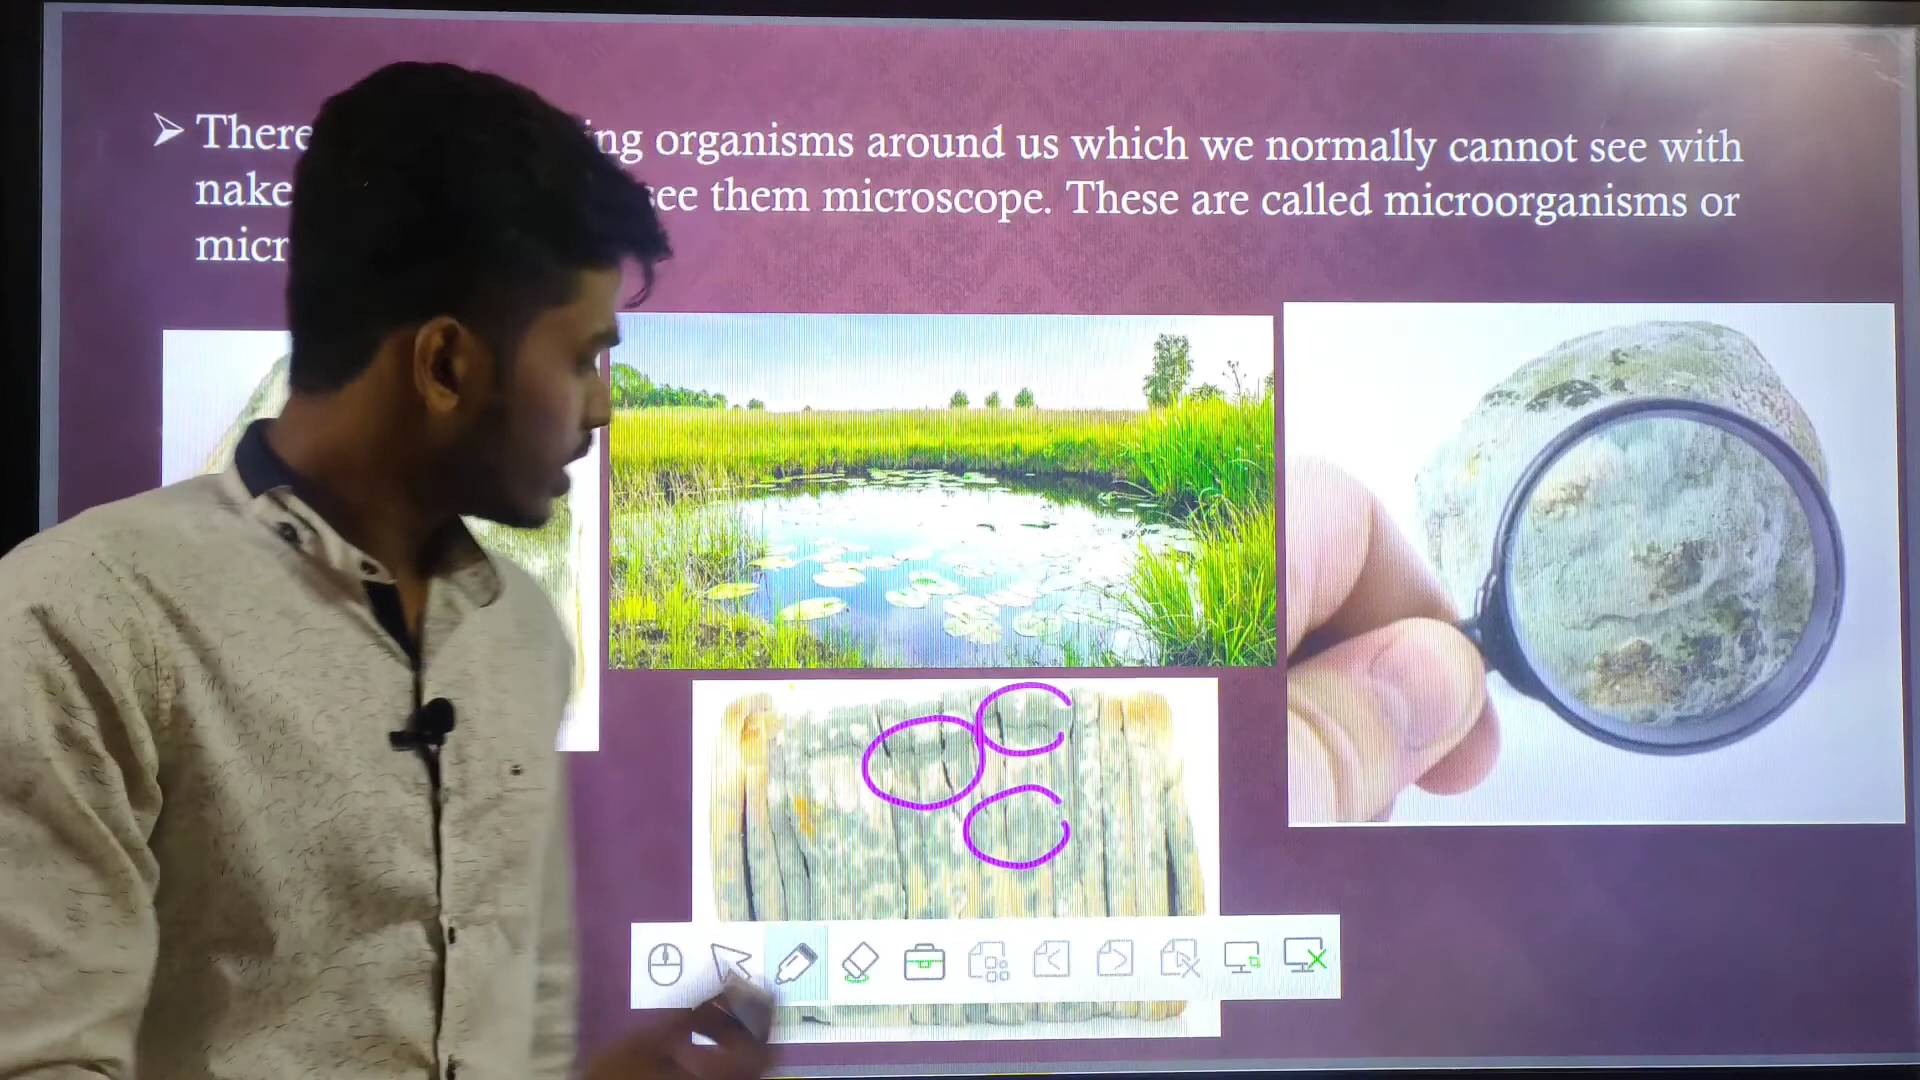 ➢ There ing organisms around us which we normally cannot see with
nake see them microscope. These are called microorganisms or
micr